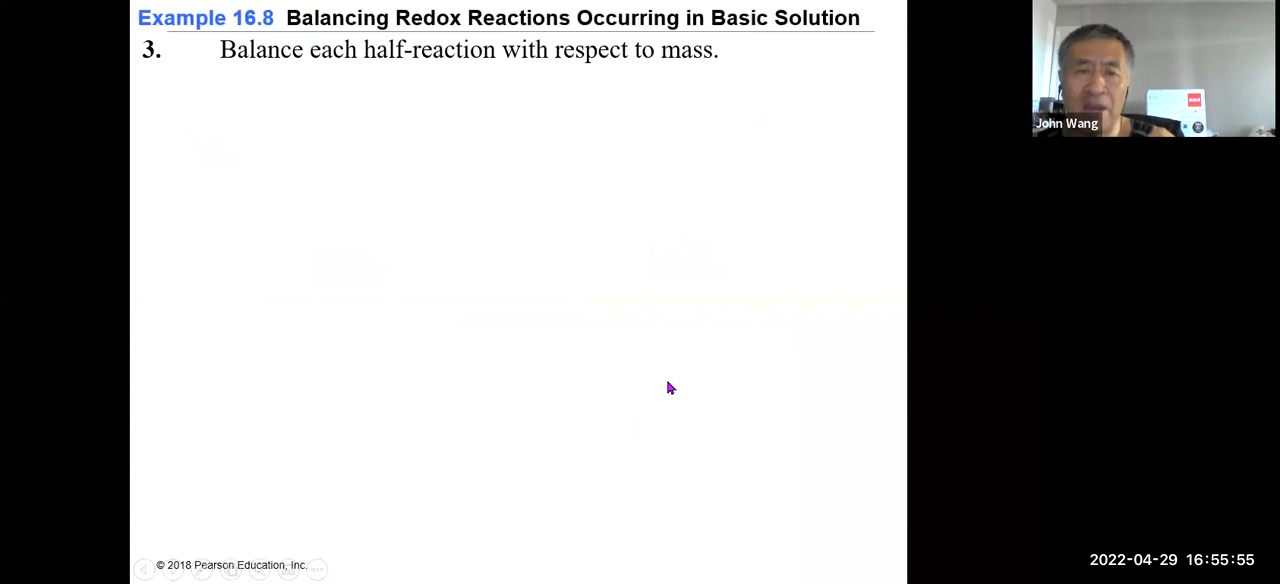 Example 16.8 Balancing Redox Reactions Occurring in Basic Solution
3. Balance each half-reaction with respect to mass.
John Wang
© 2018 Pearson Education, Inc.
2022-04-29 16:55:55